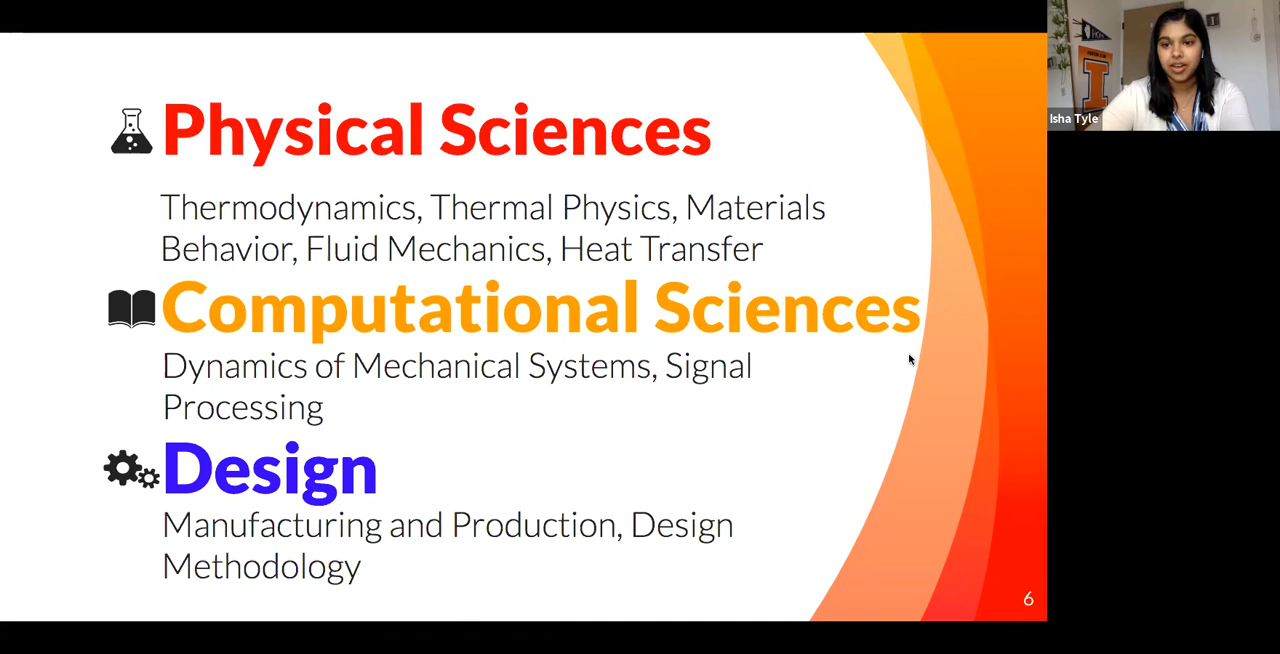 Physical Sciences
Thermodynamics, Thermal Physics, Materials
Behavior, Fluid Mechanics, Heat Transfer
Computational Sciences
Dynamics of Mechanical Systems, Signal
Processing
Design
Manufacturing and Production, Design
Methodology
6
I
Isha Tyle